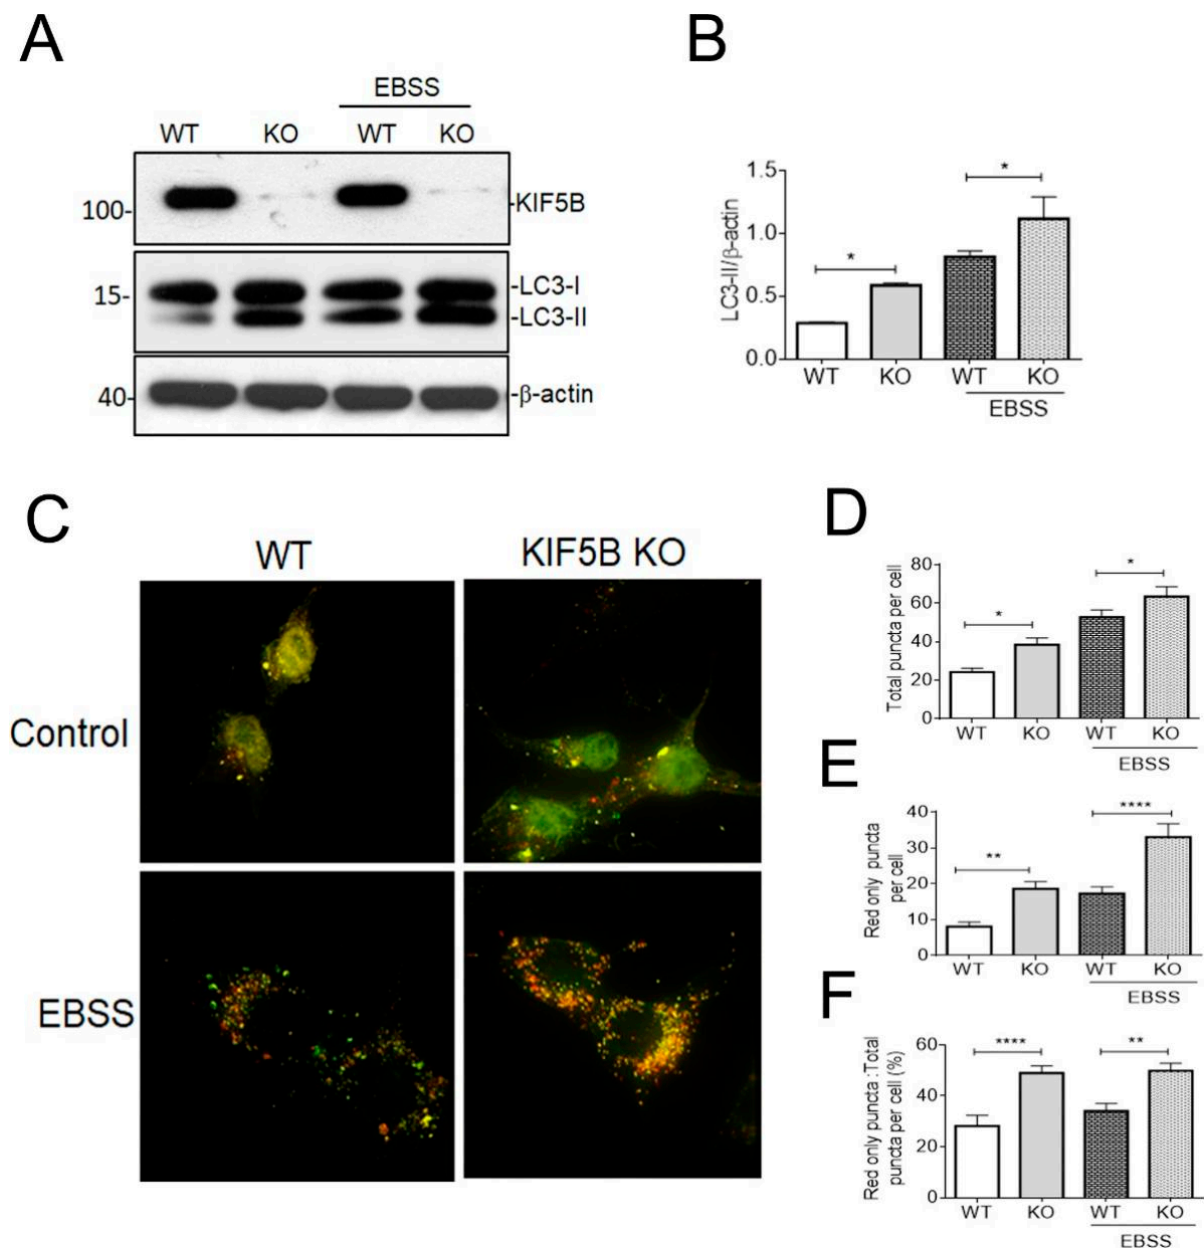 A
EBSS
WT KO WT KO
100-
-KIF5B
15-
-LC3-I
-LC3-II
40-
-β-actin
B
LC3-II/β-actin
1.5
1.0
0.5
0.0
*
*
WT KO WT KO
EBSS
C
WT KIF5B KO
Control
EBSS
D
Total puncta per cell
80
60
40
20
0
*
*
WT KO WT KO
EBSS
E
Red only puncta
per cell
40
30
20
10
0
**
****
WT KO WT KO
EBSS
F
Red only puncta :Total
puncta per cell (%)
60
40
20
0
****
**
WT KO WT KO
EBSS